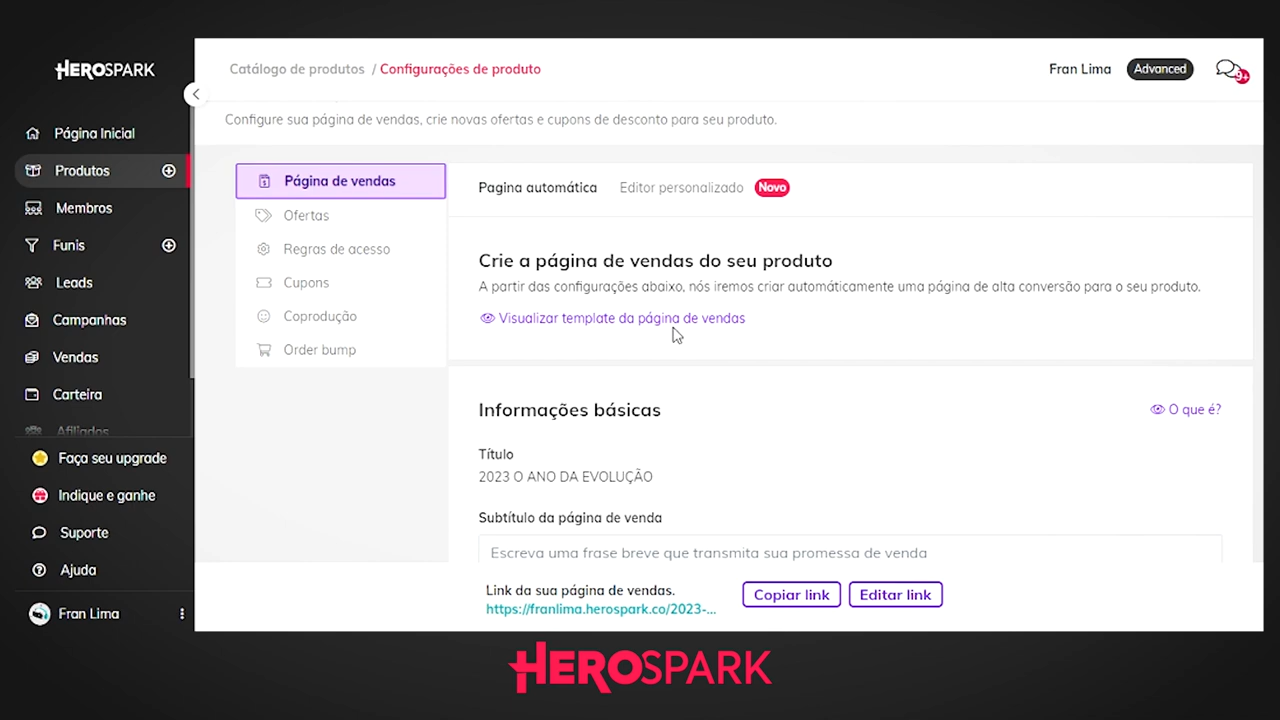 HEROSPARK
Catálogo de produtos / Configurações de produto
Fran Lima
Advanced
9+
Configure sua página de vendas, crie novas ofertas e cupons de desconto para seu produto.
Página Inicial
Produtos
Membros
Funis
Leads
Campanhas
Vendas
Carteira
Afiliados
Faça seu upgrade
Indique e ganhe
Suporte
Ajuda
Fran Lima
Página de vendas
Ofertas
Regras de acesso
Cupons
Coprodução
Order bump
Pagina automática
Editor personalizado
Novo
Crie a página de vendas do seu produto
A partir das configurações abaixo, nós iremos criar automáticamente uma página de alta conversão para o seu produto.
Visualizar template da página de vendas
Informações básicas
O que é?
Título
2023 O ANO DA EVOLUÇÃO
Subtítulo da página de venda
Escreva uma frase breve que transmita sua promessa de venda
Link da sua página de vendas.
https://franlima.herospark.co/2023-...
Copiar link
Editar link
HEROSPARK